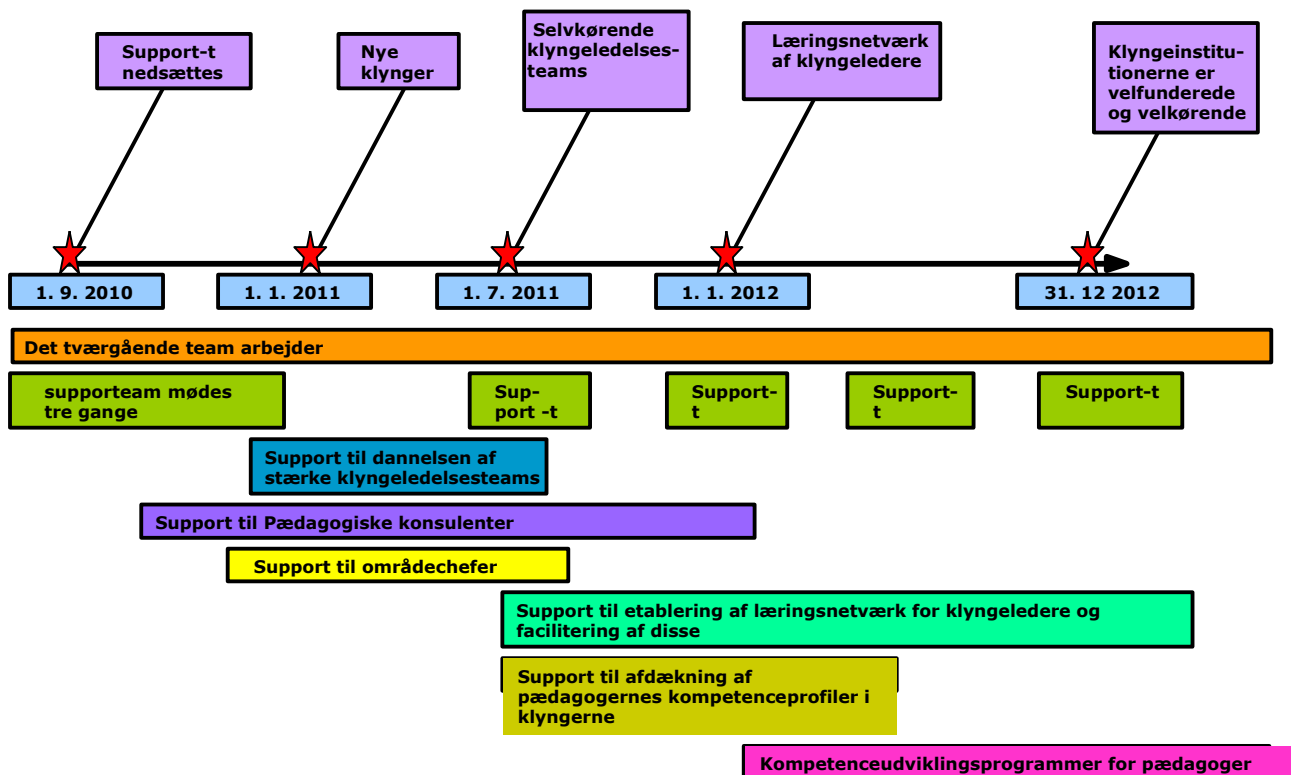 Support-t
nedsættes
Nye
klynger
Selvkørende
klyngeledelses-
teams
Læringsnetværk
af klyngeledere
Klyngeinstitu-
tionerne er
velfunderede
og velkørende
1. 9. 2010
1. 1. 2011
1. 7. 2011
1. 1. 2012
31. 12 2012
Det tværgående team arbejder
supporteam mødes
tre gange
Sup-
port -t
Support-
t
Support-
t
Support-t
Support til dannelsen af
stærke klyngeledelsesteams
Support til Pædagogiske konsulenter
Support til områdechefer
Support til etablering af læringsnetværk for klyngeledere og
facilitering af disse
Support til afdækning af
pædagogernes kompetenceprofiler i
klyngerne
Kompetenceudviklingsprogrammer for pædagoger